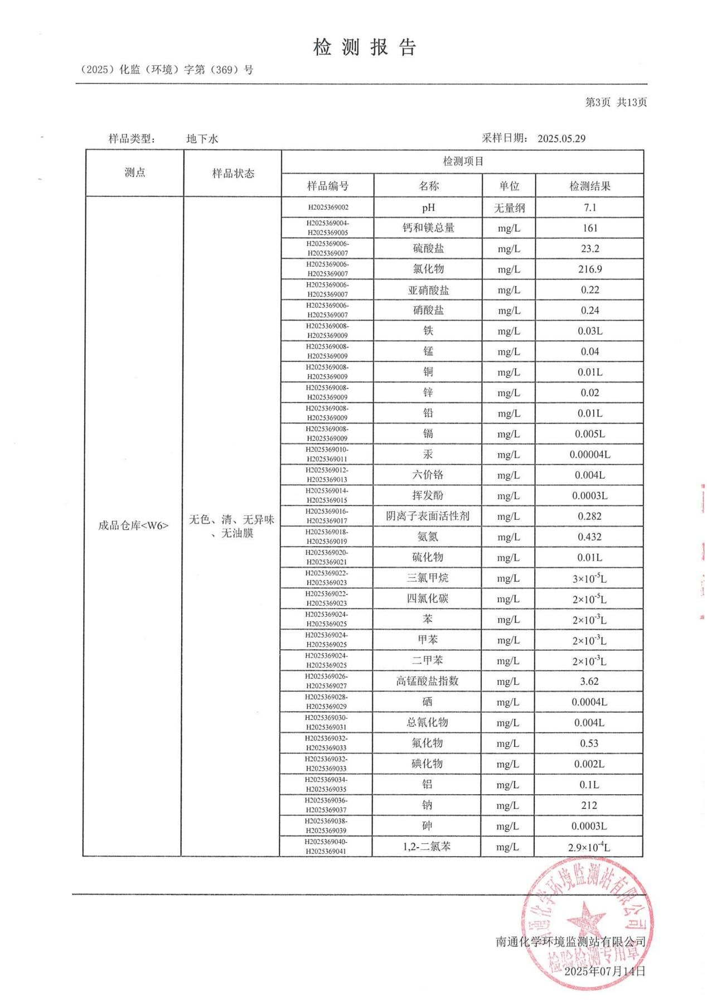 检测报告
（2025）化监（环境）字第（369）号
第3页 共13页
样品类型： 地下水 采样日期： 2025.05.29
测点 样品状态 检测项目
样品编号 名称 单位 检测结果
H2025369002 pH 无量纲 7.1
H2025369004-
H2025369005 钙和镁总量 mg/L 161
H2025369006-
H2025369007 硫酸盐 mg/L 23.2
H2025369006-
H2025369007 氯化物 mg/L 216.9
H2025369006-
H2025369007 亚硝酸盐 mg/L 0.22
H2025369006-
H2025369007 硝酸盐 mg/L 0.24
H2025369008-
H2025369009 铁 mg/L 0.03L
H2025369008-
H2025369009 锰 mg/L 0.04
H2025369008-
H2025369009 铜 mg/L 0.01L
H2025369008-
H2025369009 锌 mg/L 0.02
H2025369008-
H2025369009 铅 mg/L 0.01L
H2025369008-
H2025369009 镉 mg/L 0.005L
H2025369010-
H2025369011 汞 mg/L 0.00004L
H2025369012-
H2025369013 六价铬 mg/L 0.004L
H2025369014-
H2025369015 挥发酚 mg/L 0.0003L
成品仓库<W6>
无色、清、无异味
、无油膜
H2025369016-
H2025369017 阴离子表面活性剂 mg/L 0.282
H2025369018-
H2025369019 氨氮 mg/L 0.432
H2025369020-
H2025369021 硫化物 mg/L 0.01L
H2025369022-
H2025369023 三氯甲烷 mg/L 3×10⁻⁵L
H2025369022-
H2025369023 四氯化碳 mg/L 2×10⁻⁵L
H2025369024-
H2025369025 苯 mg/L 2×10⁻³L
H2025369024-
H2025369025 甲苯 mg/L 2×10⁻³L
H2025369024-
H2025369025 二甲苯 mg/L 2×10⁻³L
H2025369026-
H2025369027 高锰酸盐指数 mg/L 3.62
H2025369028-
H2025369029 硒 mg/L 0.0004L
H2025369030-
H2025369031 总氰化物 mg/L 0.004L
H2025369032-
H2025369033 氟化物 mg/L 0.53
H2025369032-
H2025369033 碘化物 mg/L 0.002L
H2025369034-
H2025369035 铝 mg/L 0.1L
H2025369036-
H2025369037 钠 mg/L 212
H2025369038-
H2025369039 砷 mg/L 0.0003L
H2025369040-
H2025369041 1,2-二氯苯 mg/L 2.9×10⁻⁴L
南通化学环境监测站有限公司
检验检测专用章
南通化学环境监测站有限公司
2025年07月14日